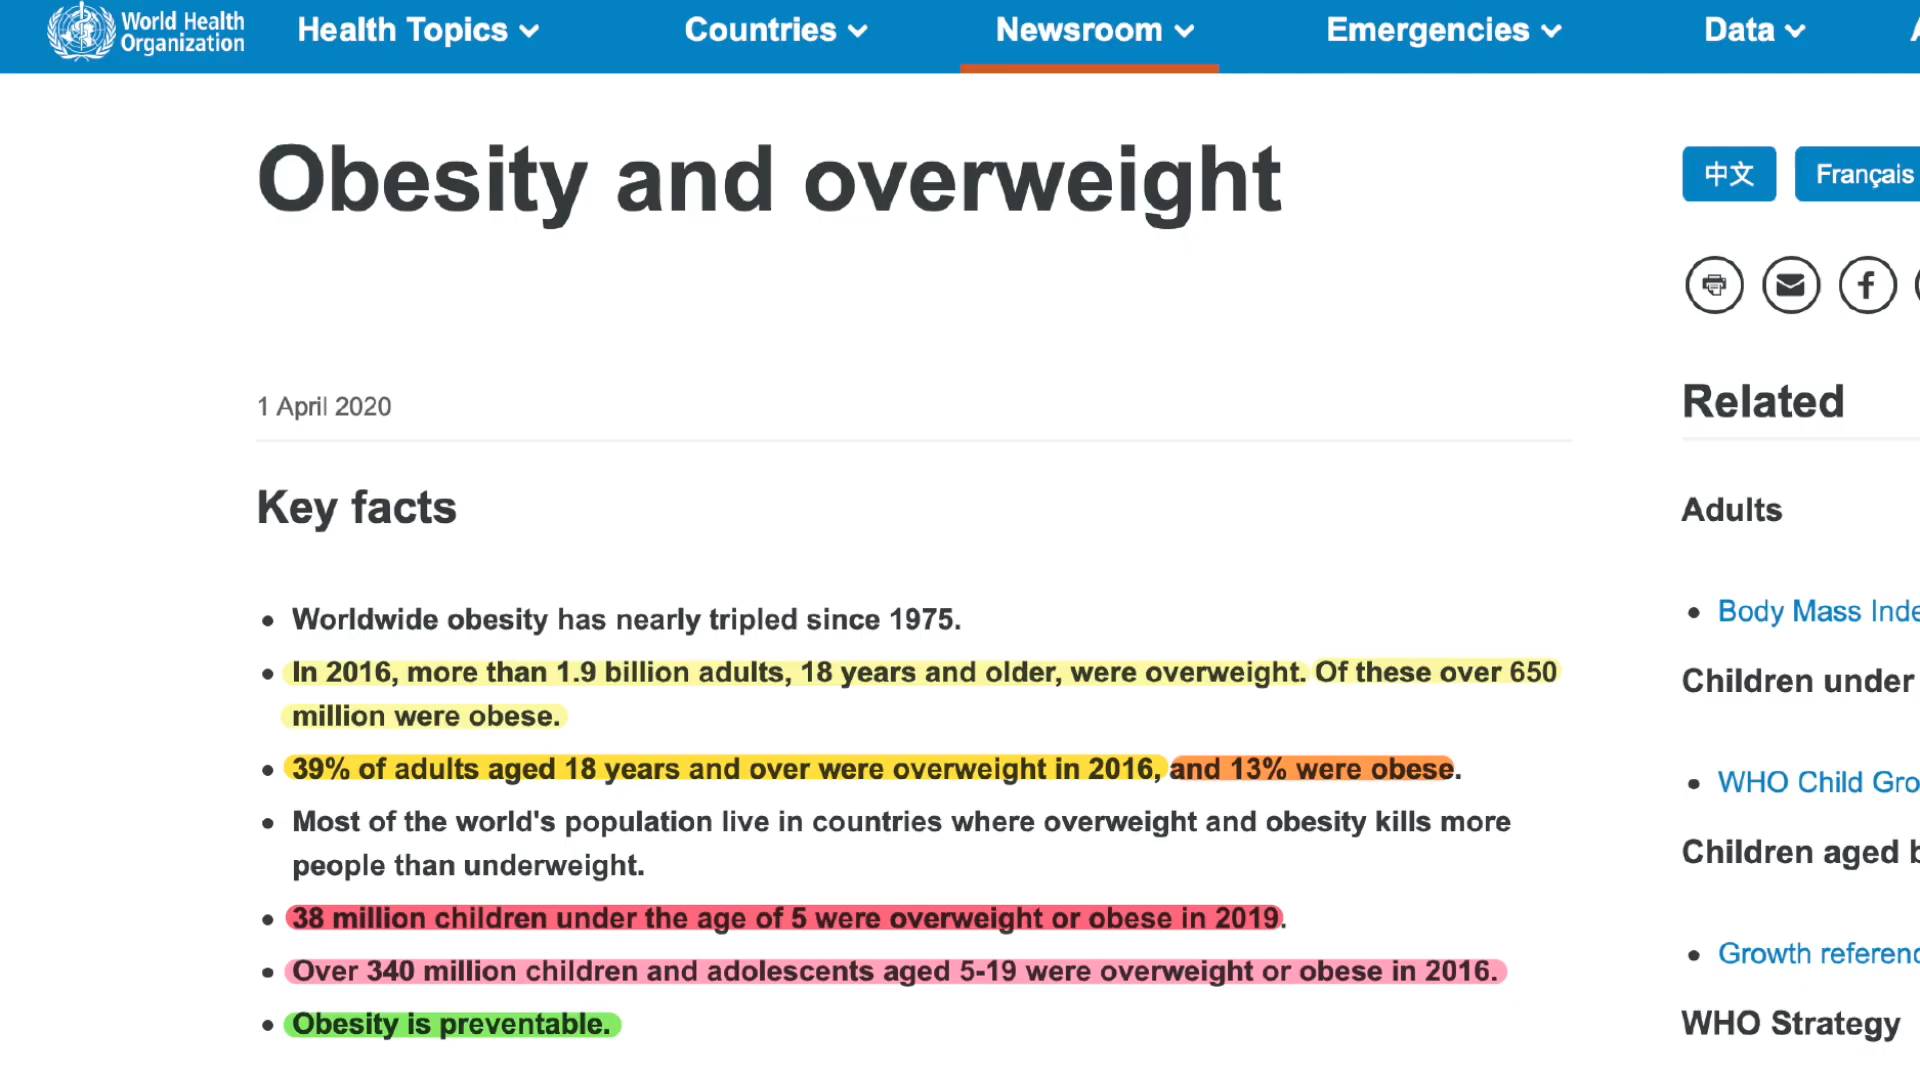 World Health
Organization
Health Topics
Countries
Newsroom
Emergencies
Data
Obesity and overweight
中文
Français
1 April 2020
Related
Key facts
Adults
Worldwide obesity has nearly tripled since 1975.
Body Mass
In 2016, more than 1.9 billion adults, 18 years and older, were overweight. Of these over 650
million were obese.
Children under
39% of adults aged 18 years and over were overweight in 2016, and 13% were obese.
WHO Child
Most of the world's population live in countries where overweight and obesity kills more
people than underweight.
Children aged
38 million children under the age of 5 were overweight or obese in 2019.
Growth
Over 340 million children and adolescents aged 5-19 were overweight or obese in 2016.
Obesity is preventable.
WHO Strategy